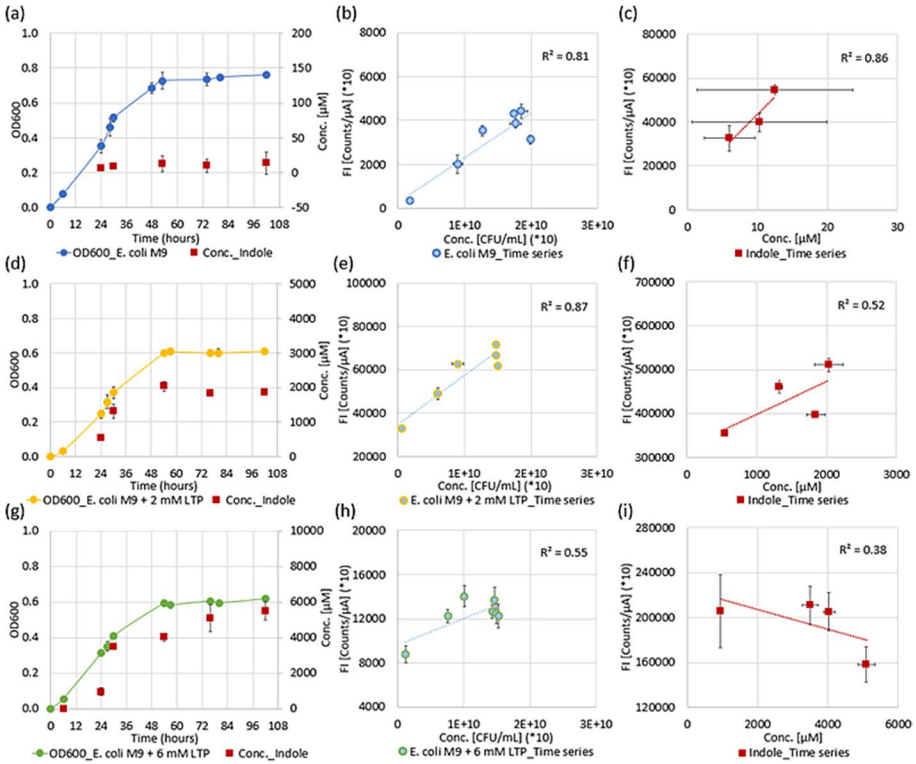 (a)
1.0
0.8
0.6
0.4
0.2
0.0
OD600
200
150
100
50
0
-50
Conc. [µM]
0 12 24 36 48 60 72 84 96 108
Time (hours)
OD600_E. coli M9
Conc._Indole
(b)
8000
6000
4000
2000
0
FI [Counts/µA] (*10)
R² = 0.81
0 1E+10 2E+10 3E+10
Conc. [CFU/mL] (*10)
E. coli M9_Time series
(c)
80000
60000
40000
20000
0
FI [Counts/µA] (*10)
R² = 0.86
0 10 20 30
Conc. [µM]
Indole_Time series
(d)
1.0
0.8
0.6
0.4
0.2
0.0
OD600
5000
4000
3000
2000
1000
0
Conc. [µM]
0 12 24 36 48 60 72 84 96 108
Time (hours)
OD600_E. coli M9 + 2 mM LTP
Conc._Indole
(e)
100000
80000
60000
40000
20000
FI [Counts/µA] (*10)
R² = 0.87
0 1E+10 2E+10 3E+10
Conc. [CFU/mL] (*10)
E. coli M9 + 2 mM LTP_Time series
(f)
700000
600000
500000
400000
300000
FI [Counts/µA] (*10)
R² = 0.52
0 1000 2000 3000
Conc. [µM]
Indole_Time series
(g)
1.0
0.8
0.6
0.4
0.2
0.0
OD600
10000
8000
6000
4000
2000
0
Conc. [µM]
0 12 24 36 48 60 72 84 96 108
Time (hours)
OD600_E. coli M9 + 6 mM LTP
Conc._Indole
(h)
20000
16000
12000
8000
4000
FI [Counts/µA] (*10)
R² = 0.55
0 1E+10 2E+10 3E+10
Conc. [CFU/mL] (*10)
E. coli M9 + 6 mM LTP_Time series
(i)
280000
240000
200000
160000
120000
FI [Counts/µA] (*10)
R² = 0.38
0 2000 4000 6000
Conc. [µM]
Indole_Time series